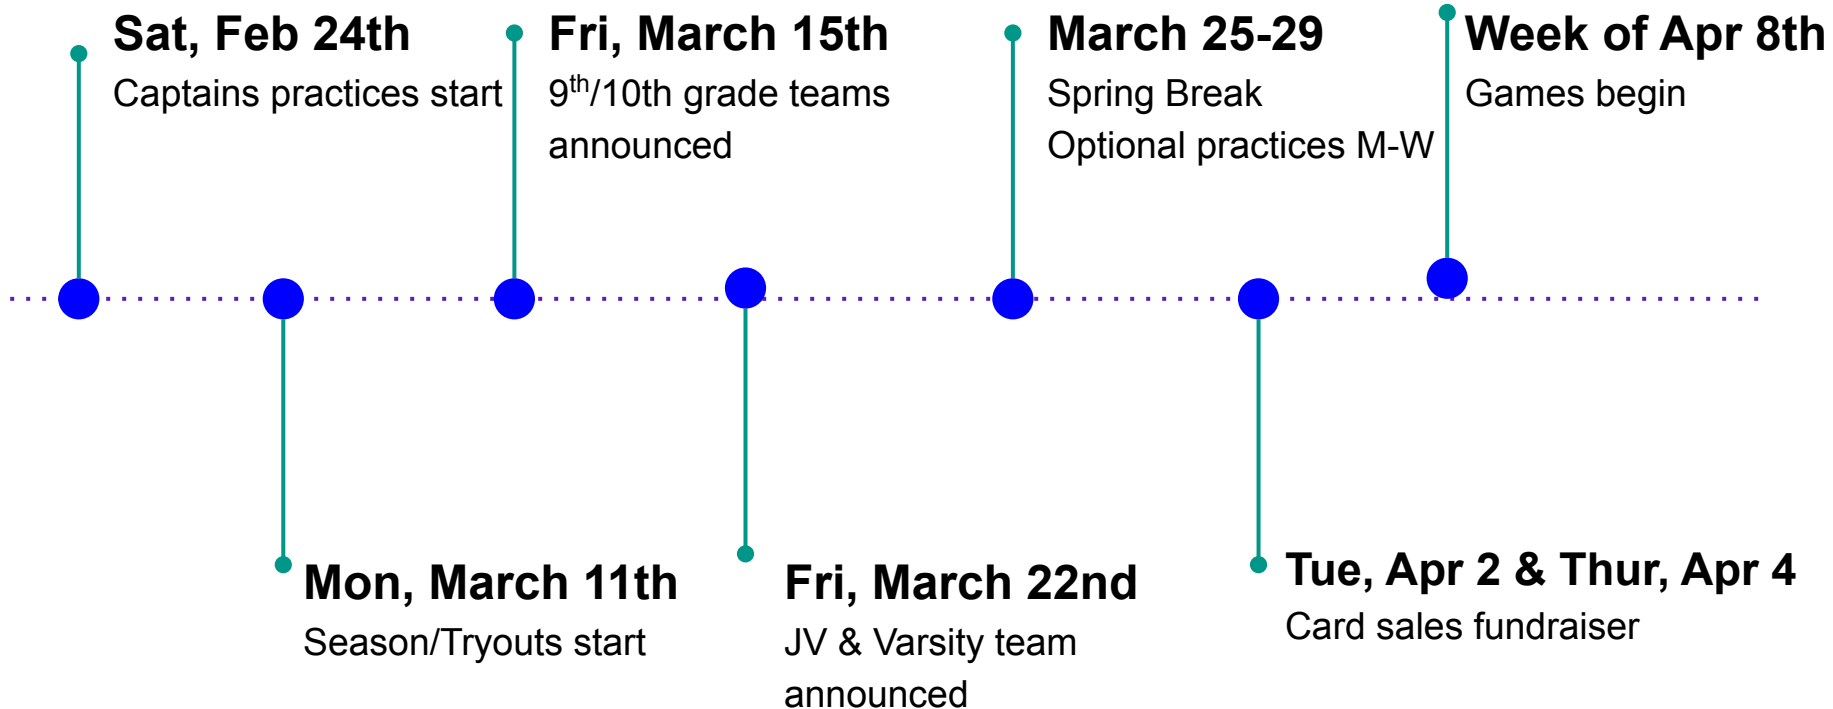 Sat, Feb 24th
Captains practices start
Mon, March 11th
Season/Tryouts start
Fri, March 15th
9th/10th grade teams
announced
Fri, March 22nd
JV & Varsity team
announced
March 25-29
Spring Break
Optional practices M-W
Tue, Apr 2 & Thur, Apr 4
Card sales fundraiser
Week of Apr 8th
Games begin